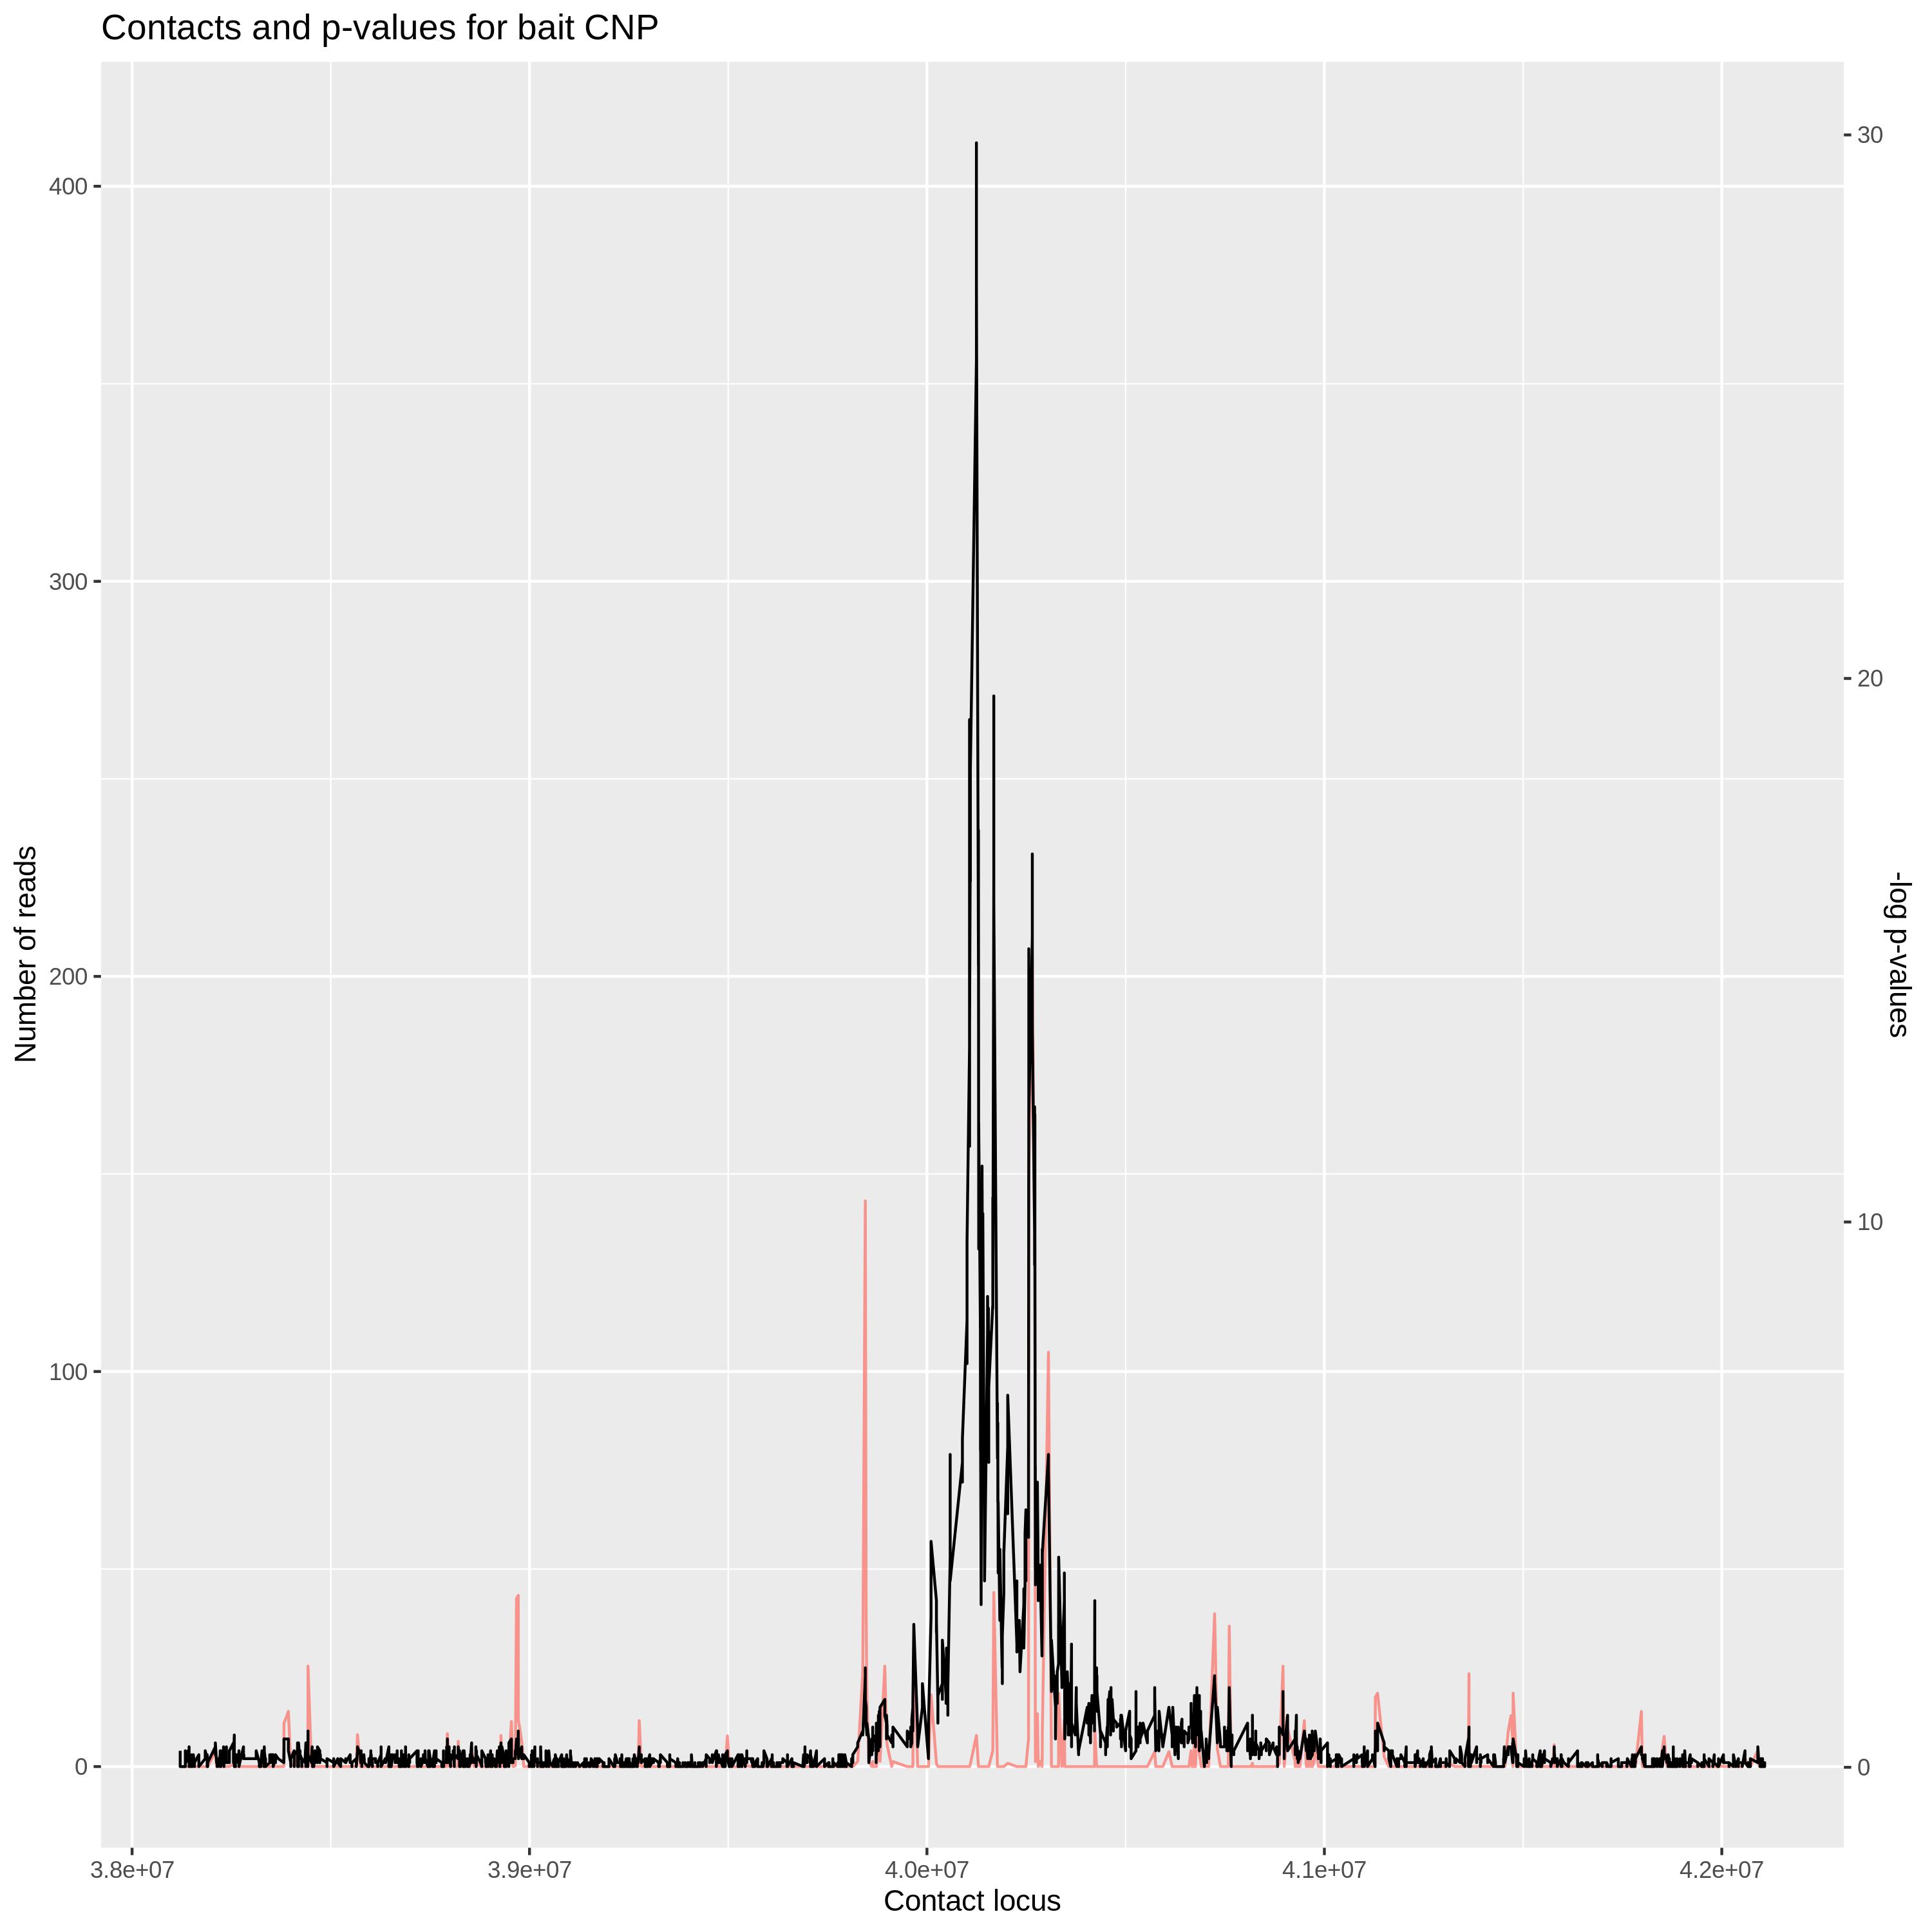 Contacts and p-values for bait CNP
400
300
200
100
0
Number of reads
30
20
10
0
-log p-values
3.8e+07 3.9e+07 4.0e+07 4.1e+07 4.2e+07
Contact locus